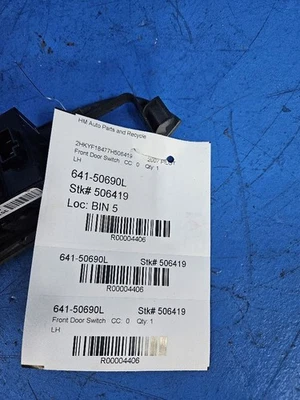 HM Auto Parts and Recycle
2HKYF18477H506419 2007 PILOT
Front Door Switch CC: 0 Qty: 1
LH
641-50690L
Stk# 506419
Loc: BIN 5
R00004406
641-50690L Stk# 506419
R00004406
641-50690L Stk# 506419
Front Door Switch CC: 0 Qty: 1
LH
R00004406